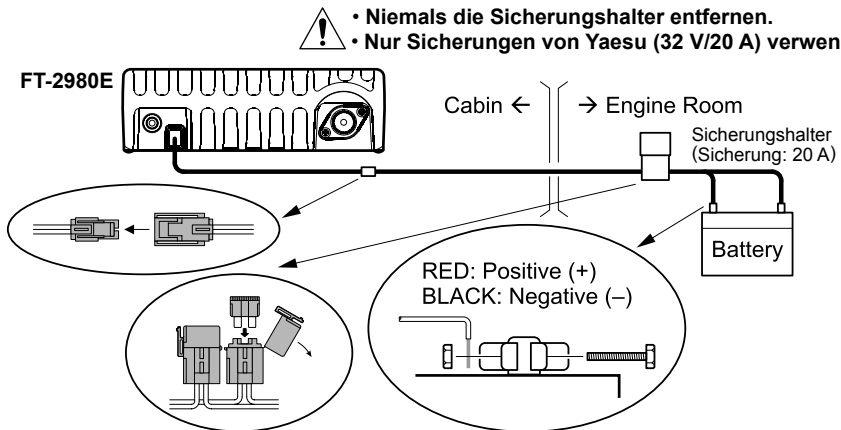 • Niemals die Sicherungshalter entfernen.
• Nur Sicherungen von Yaesu (32 V/20 A) verwen
FT-2980E
Cabin ← → Engine Room
Sicherungshalter
(Sicherung: 20 A)
Battery
RED: Positive (+)
BLACK: Negative (–)